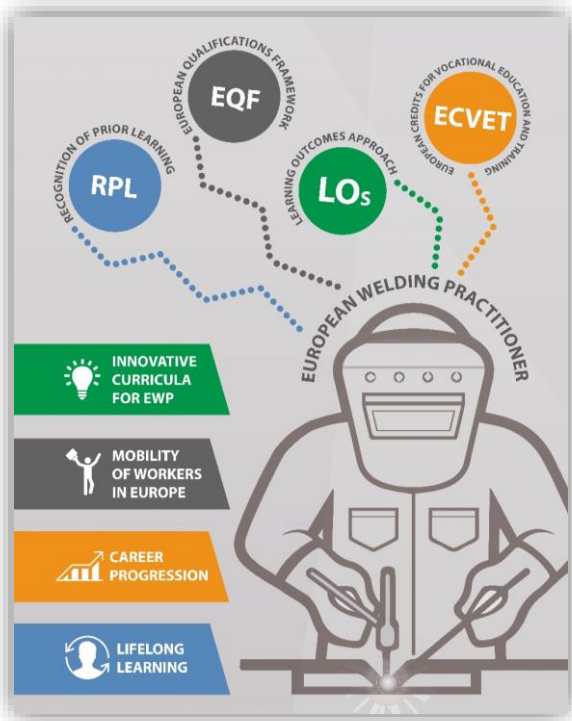 EUROPEAN QUALIFICATIONS FRAMEWORK
EQF
EUROPEAN CREDITS FOR VOCATIONAL EDUCATION AND TRAINING
ECVET
RECOGNITION OF PRIOR LEARNING
RPL
LEARNING OUTCOMES APPROACH
LOs
EUROPEAN WELDING PRACTITIONER
INNOVATIVE
CURRICULA
FOR EWP
MOBILITY
OF WORKERS
IN EUROPE
CAREER
PROGRESSION
LIFELONG
LEARNING